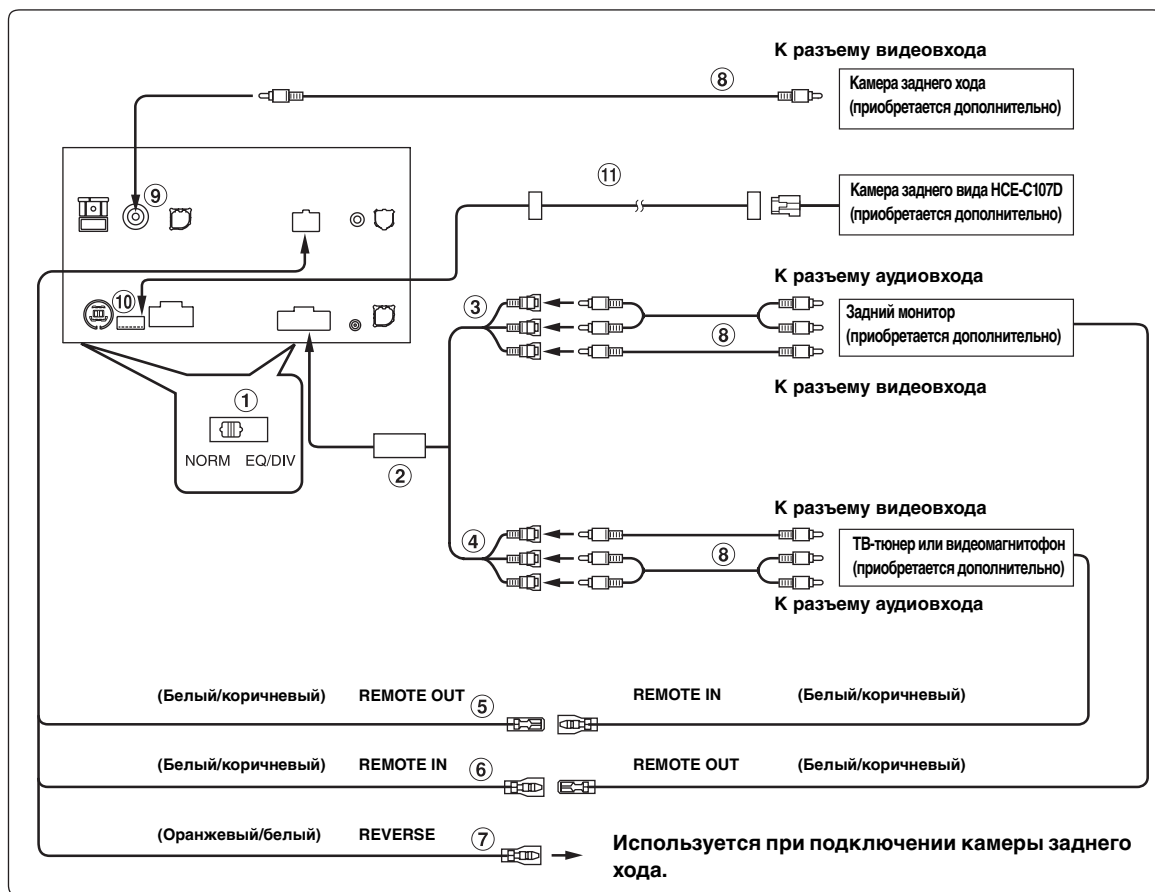 К разъему видеовхода
⑧
Камера заднего хода
(приобретается дополнительно)
⑨
⑪
Камера заднего вида HCE-C107D
(приобретается дополнительно)
⑩
К разъему аудиовхода
③
Задний монитор
(приобретается дополнительно)
⑧
К разъему видеовхода
①
NORM EQ/DIV
②
К разъему видеовхода
④
⑧
ТВ-тюнер или видеомагнитофон
(приобретается дополнительно)
К разъему аудиовхода
(Белый/коричневый) REMOTE OUT ⑤ REMOTE IN (Белый/коричневый)
(Белый/коричневый) REMOTE IN ⑥ REMOTE OUT (Белый/коричневый)
(Оранжевый/белый) REVERSE ⑦
Используется при подключении камеры заднего
хода.